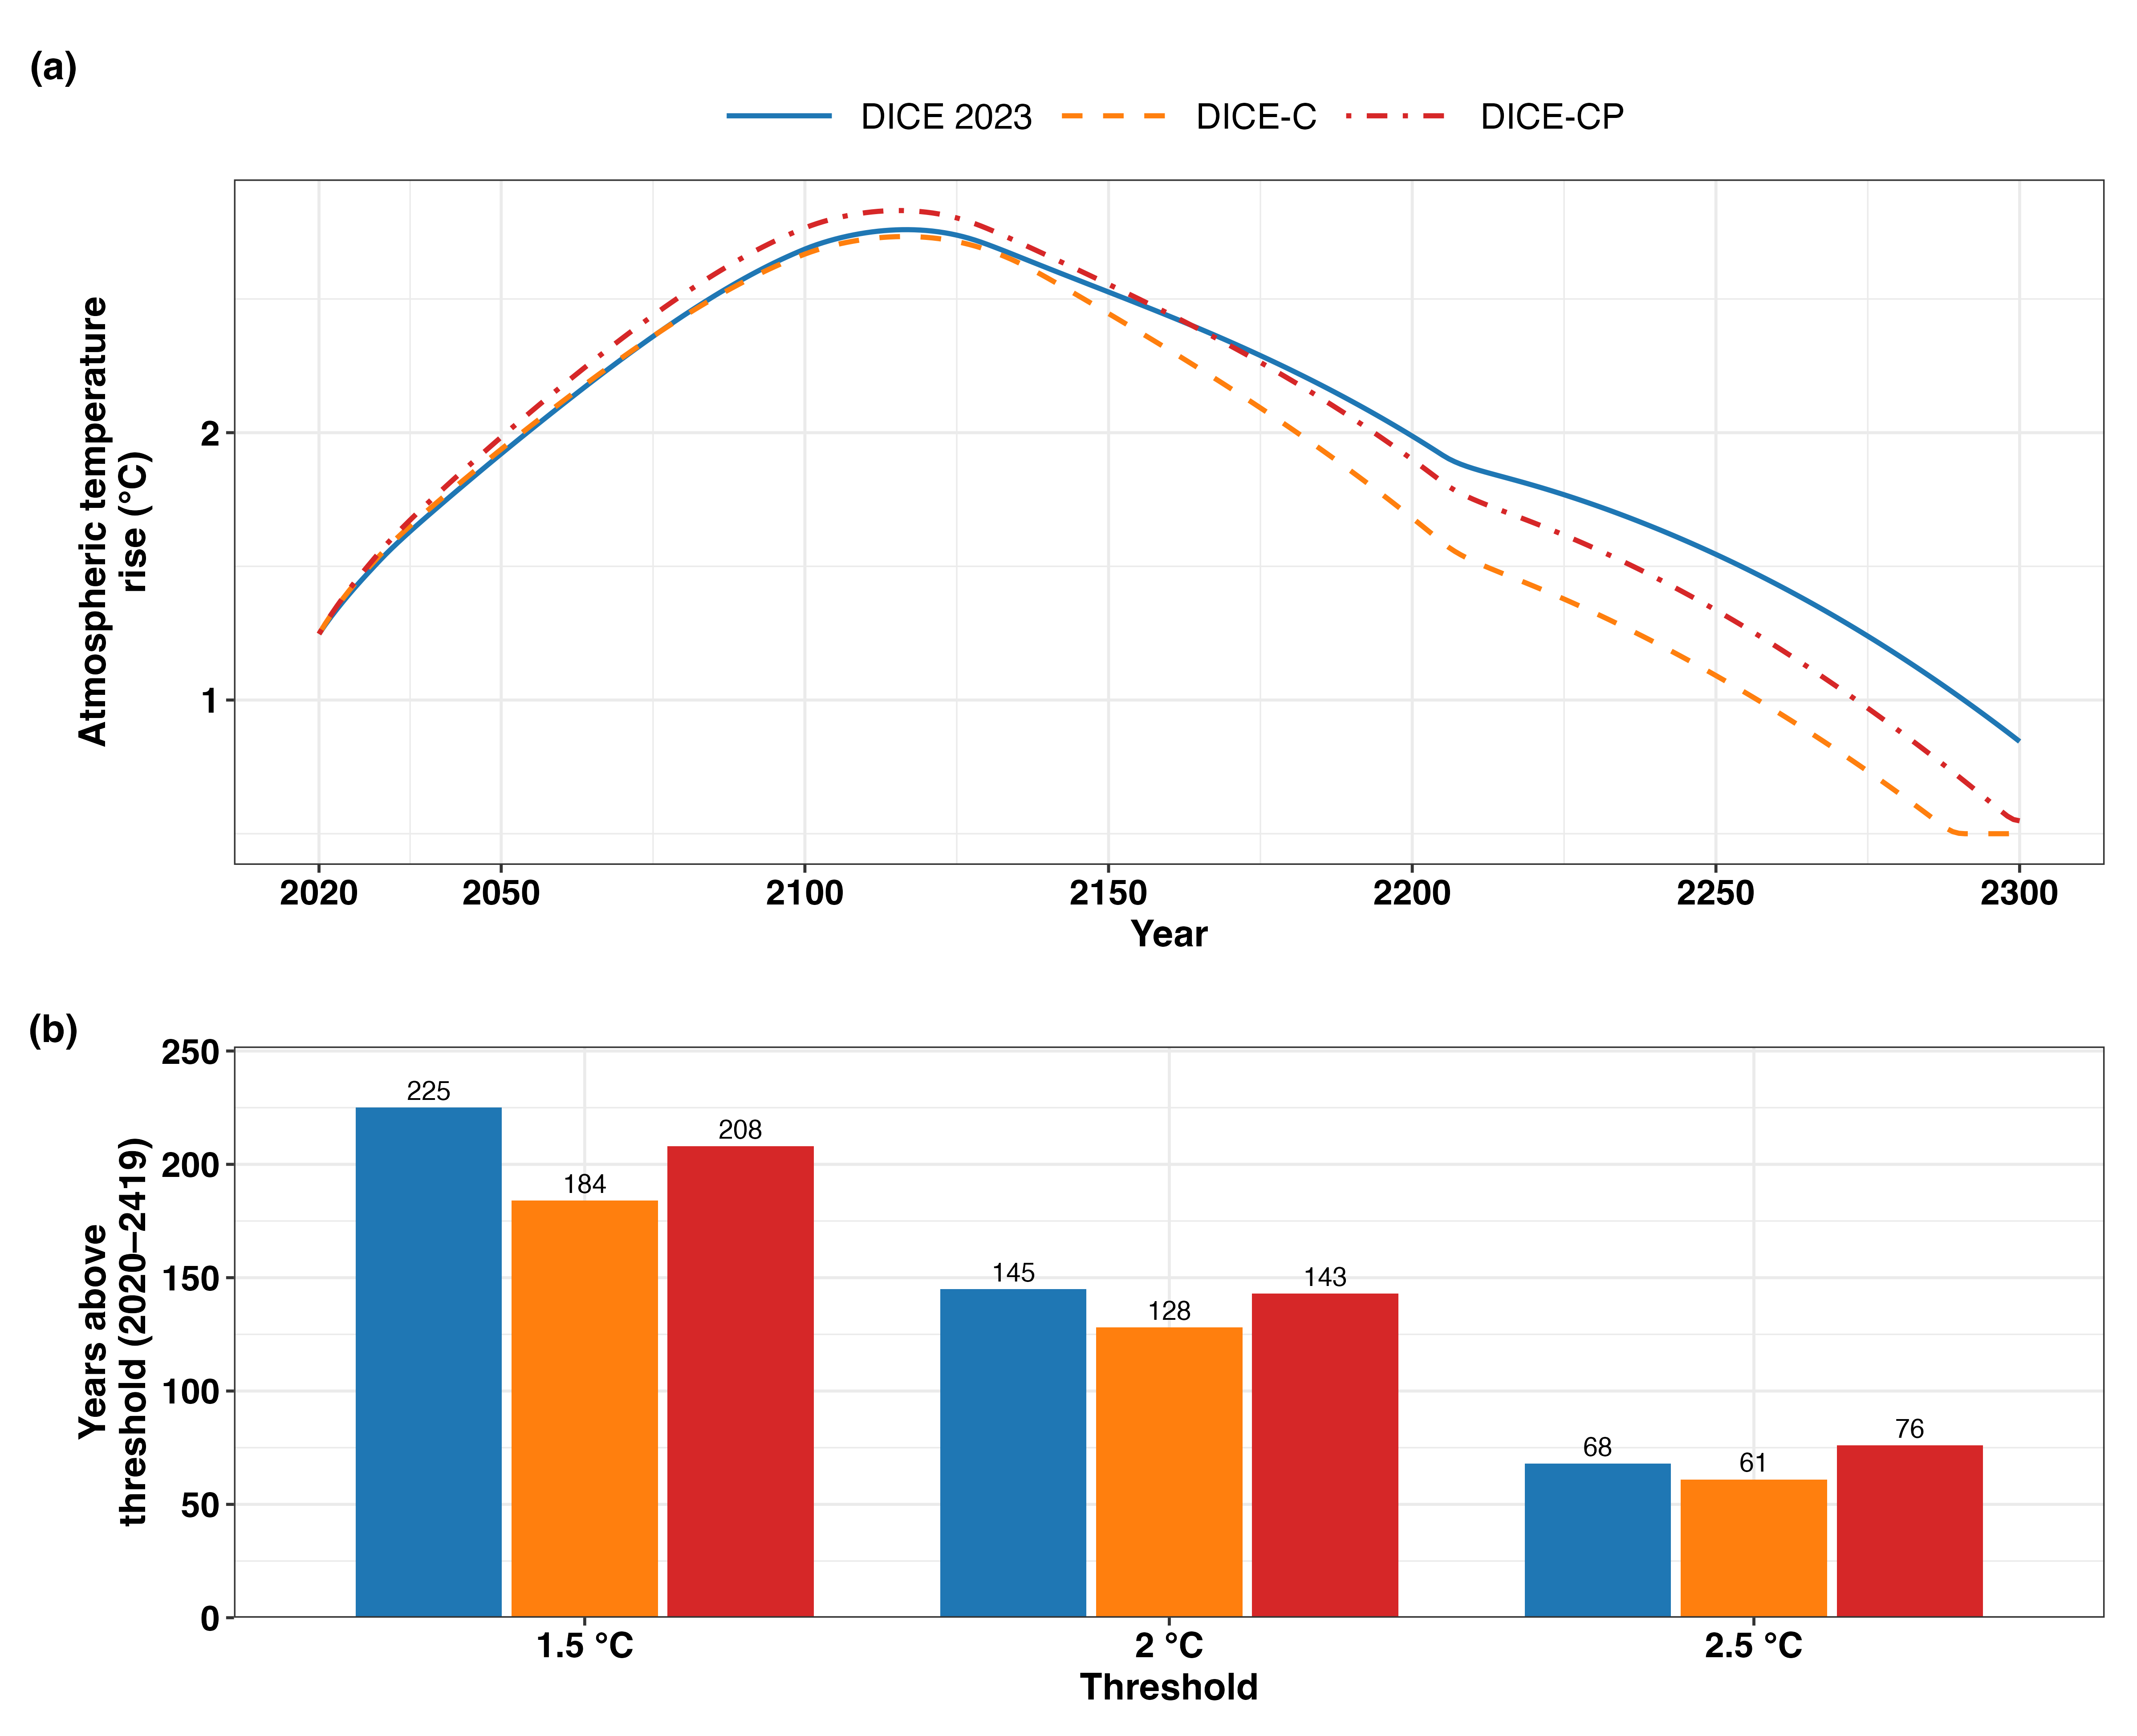 (a)
DICE 2023 DICE-C DICE-CP
Atmospheric temperature
rise (°C)
2
1
2020 2050 2100 2150 2200 2250 2300
Year
(b)
Years above
threshold (2020–2419)
250
200
150
100
50
0
225 184 208
145 128 143
68 61 76
1.5 °C 2 °C 2.5 °C
Threshold